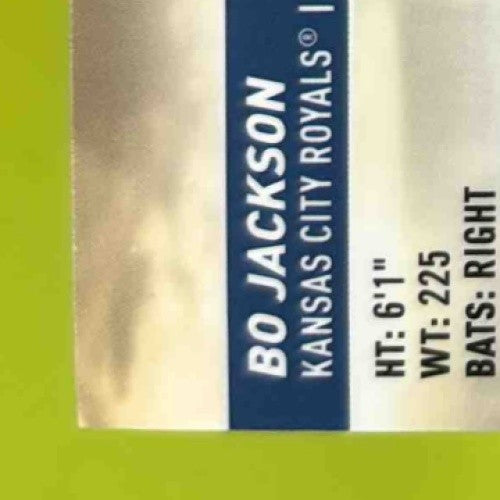 BO JACKSON
KANSAS CITY ROYALS® |
HT: 6'1"
WT: 225
BATS: RIGHT